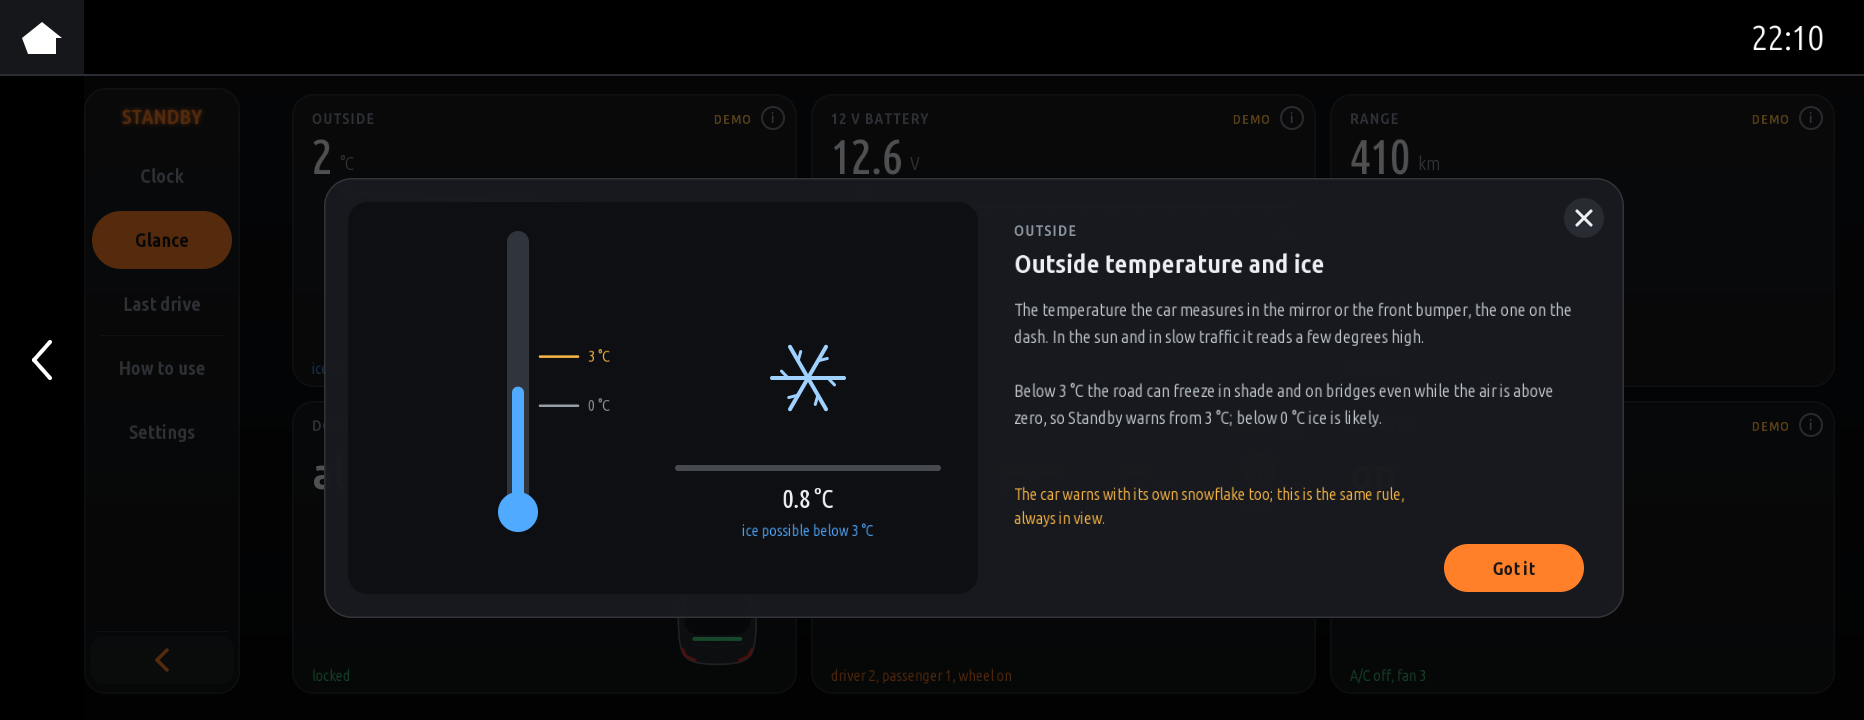 22:10
STANDBY
Clock
Glance
Last drive
How to use
Settings
OUTSIDE
DEMO
i
2 °C
12 V BATTERY
DEMO
i
12.6 V
RANGE
DEMO
i
410 km
OUTSIDE
Outside temperature and ice
The temperature the car measures in the mirror or the front bumper, the one on the
dash. In the sun and in slow traffic it reads a few degrees high.
Below 3 °C the road can freeze in shade and on bridges even while the air is above
zero, so Standby warns from 3 °C; below 0 °C ice is likely.
The car warns with its own snowflake too; this is the same rule,
always in view.
Got it
3 °C
0 °C
0.8 °C
ice possible below 3 °C
DEMO
i
locked
driver 2, passenger 1, wheel on
A/C off, fan 3